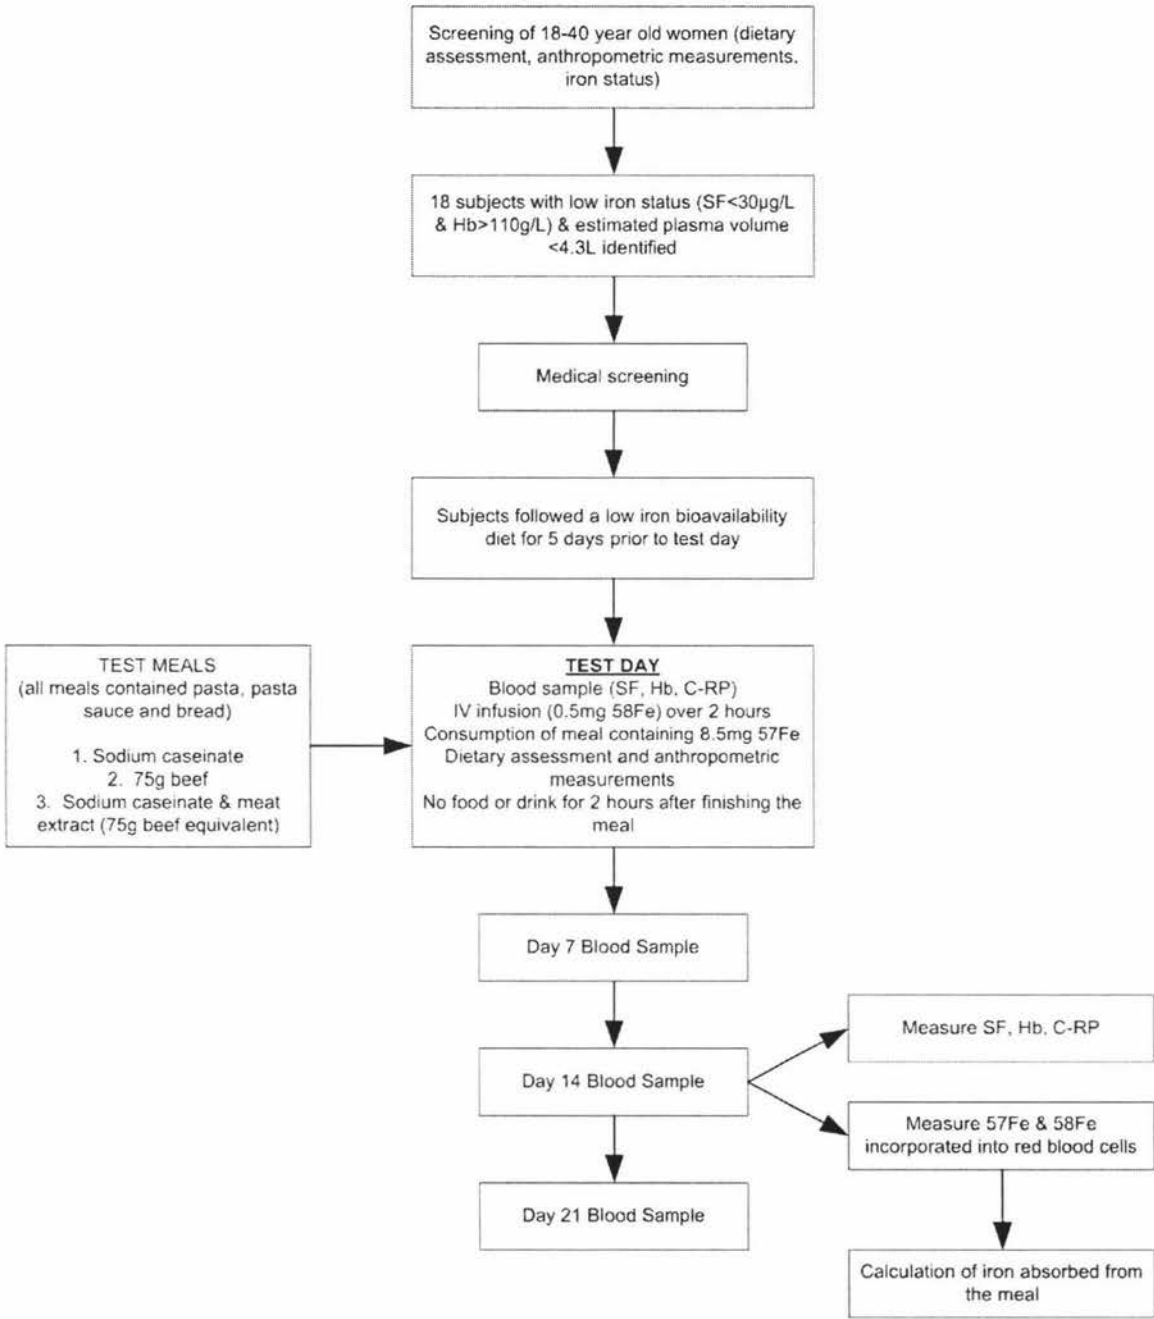 Screening of 18-40 year old women (dietary
assessment, anthropometric measurements,
iron status)
18 subjects with low iron status (SF<30µg/L
& Hb>110g/L) & estimated plasma volume
<4.3L identified
Medical screening
Subjects followed a low iron bioavailability
diet for 5 days prior to test day
TEST MEALS
(all meals contained pasta, pasta
sauce and bread)
1. Sodium caseinate
2. 75g beef
3. Sodium caseinate & meat
extract (75g beef equivalent)
TEST DAY
Blood sample (SF, Hb, C-RP)
IV infusion (0.5mg 58Fe) over 2 hours
Consumption of meal containing 8.5mg 57Fe
Dietary assessment and anthropometric
measurements
No food or drink for 2 hours after finishing the
meal
Day 7 Blood Sample
Day 14 Blood Sample
Measure SF, Hb, C-RP
Measure 57Fe & 58Fe
incorporated into red blood cells
Day 21 Blood Sample
Calculation of iron absorbed from
the meal